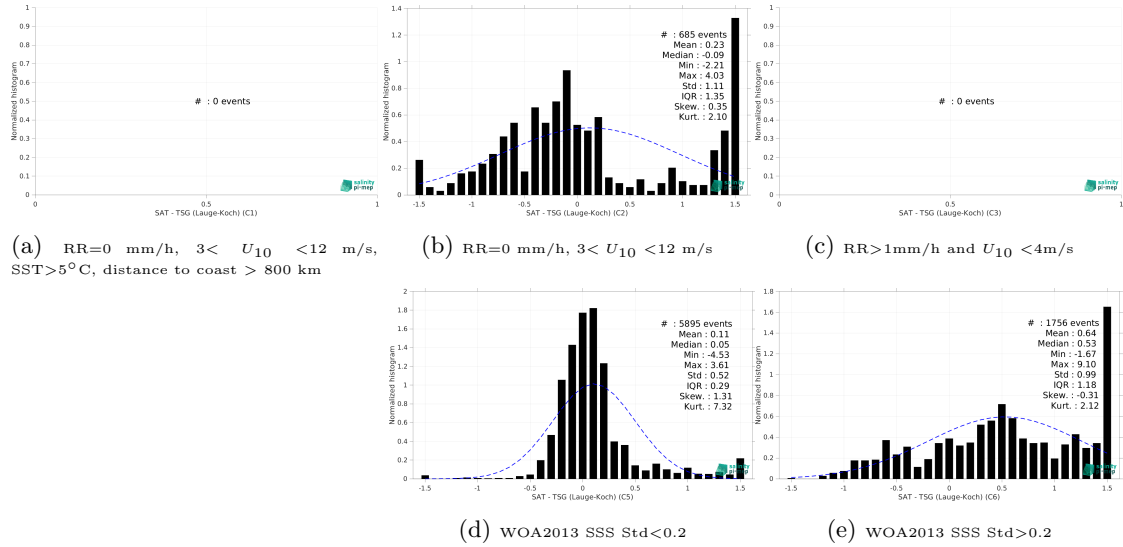 1
0.9
0.8
0.7
0.6
0.5
0.4
0.3
0.2
0.1
0
Normalized histogram
# : 0 events
salinity
pi-mep
0 0.5 1
SAT - TSG (Lauge-Koch) (C1)
(a) RR=0 mm/h, 3< U10 <12 m/s,
SST>5°C, distance to coast > 800 km
1.4
1.2
1
0.8
0.6
0.4
0.2
0
Normalized histogram
# : 685 events
Mean : 0.23
Median : -0.09
Min : -2.21
Max : 4.03
Std : 1.11
IQR : 1.35
Skew. : 0.35
Kurt. : 2.10
salinity
pi-mep
-1.5 -1 -0.5 0 0.5 1 1.5
SAT - TSG (Lauge-Koch) (C2)
(b) RR=0 mm/h, 3< U10 <12 m/s
1
0.9
0.8
0.7
0.6
0.5
0.4
0.3
0.2
0.1
0
Normalized histogram
# : 0 events
salinity
pi-mep
0 0.5 1
SAT - TSG (Lauge-Koch) (C3)
(c) RR>1mm/h and U10 <4m/s
2
1.8
1.6
1.4
1.2
1
0.8
0.6
0.4
0.2
0
Normalized histogram
# : 5895 events
Mean : 0.11
Median : 0.05
Min : -4.53
Max : 3.61
Std : 0.52
IQR : 0.29
Skew. : 1.31
Kurt. : 7.32
salinity
pi-mep
-1.5 -1 -0.5 0 0.5 1 1.5
SAT - TSG (Lauge-Koch) (C5)
(d) WOA2013 SSS Std<0.2
1.8
1.6
1.4
1.2
1
0.8
0.6
0.4
0.2
0
Normalized histogram
# : 1756 events
Mean : 0.64
Median : 0.53
Min : -1.67
Max : 9.10
Std : 0.99
IQR : 1.18
Skew. : -0.31
Kurt. : 2.12
salinity
pi-mep
-1.5 -1 -0.5 0 0.5 1 1.5
SAT - TSG (Lauge-Koch) (C6)
(e) WOA2013 SSS Std>0.2